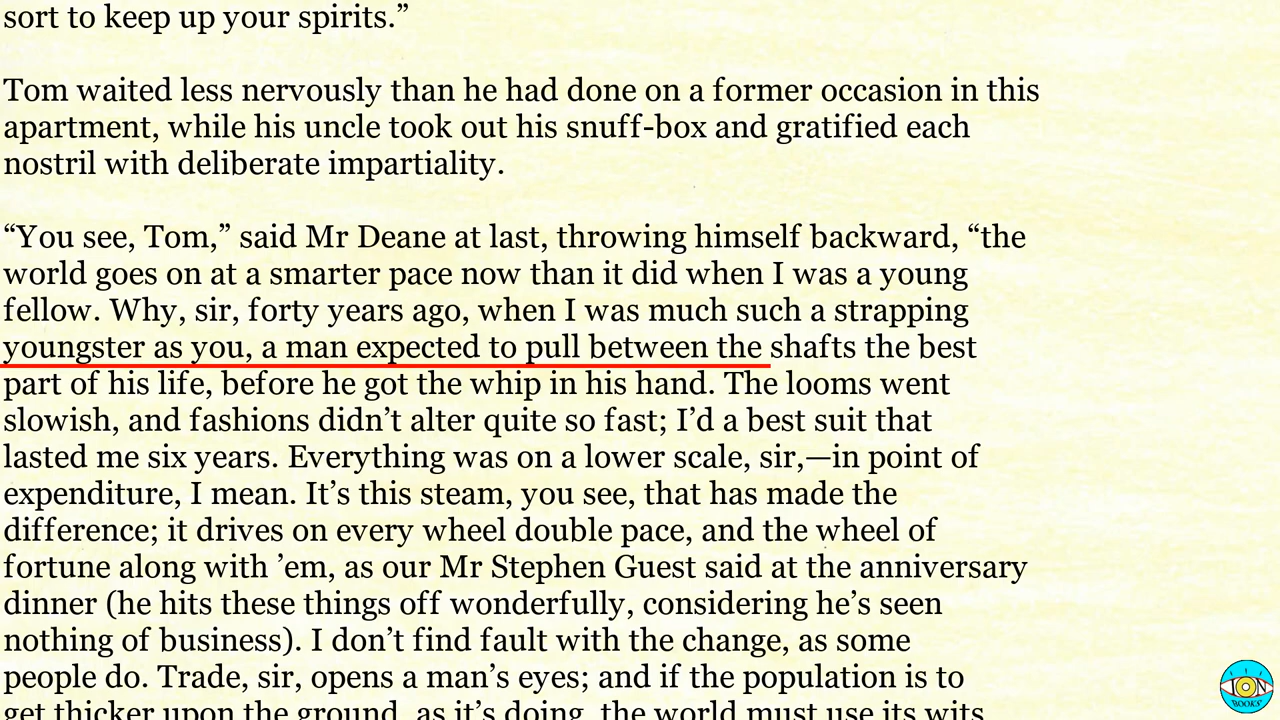 sort to keep up your spirits.”
Tom waited less nervously than he had done on a former occasion in this
apartment, while his uncle took out his snuff-box and gratified each
nostril with deliberate impartiality.
“You see, Tom,” said Mr Deane at last, throwing himself backward, “the
world goes on at a smarter pace now than it did when I was a young
fellow. Why, sir, forty years ago, when I was much such a strapping
youngster as you, a man expected to pull between the shafts the best
part of his life, before he got the whip in his hand. The looms went
slowish, and fashions didn’t alter quite so fast; I’d a best suit that
lasted me six years. Everything was on a lower scale, sir,—in point of
expenditure, I mean. It’s this steam, you see, that has made the
difference; it drives on every wheel double pace, and the wheel of
fortune along with ’em, as our Mr Stephen Guest said at the anniversary
dinner (he hits these things off wonderfully, considering he’s seen
nothing of business). I don’t find fault with the change, as some
people do. Trade, sir, opens a man’s eyes; and if the population is to
get thicker upon the ground, as it’s doing, the world must use its wits
ION
BOOKS